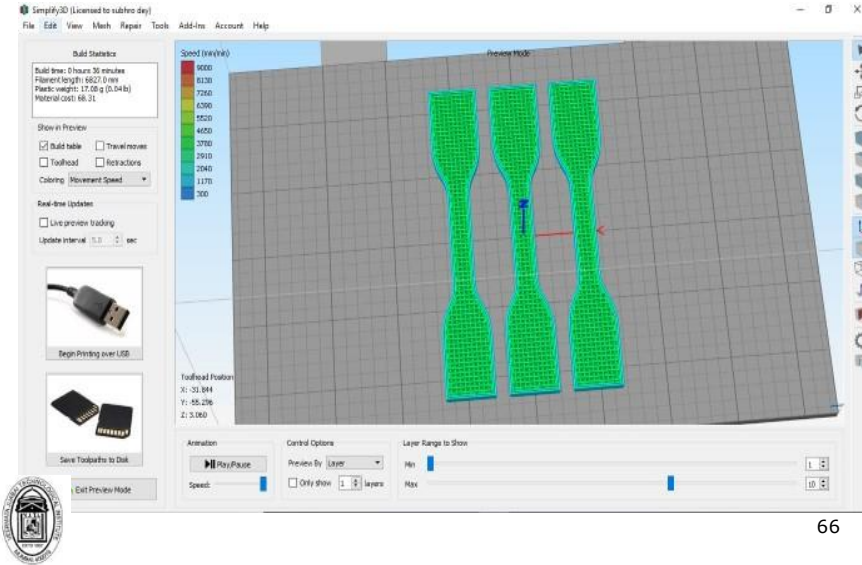 Simplify3D (Licensed to subhro dey)
File Edit View Mesh Repair Tools Add-Ins Account Help
Build Statistics
Build time: 0 hours 36 minutes
Filament length: 6827.0 mm
Plastic weight: 17.08 g (0.04 lb)
Material cost: 68.31
Show in Preview
Build table
Travel moves
Toolhead
Retractions
Coloring Movement Speed
Real-time Updates
Live preview tracking
Update interval 5.0 sec
Begin Printing over USB
Save Toolpaths to Disk
Exit Preview Mode
Speed (mm/min)
9000
8130
7260
6390
5520
4650
3780
2910
2040
1170
300
Preview Mode
Toolhead Position
X: -31.844
Y: -55.296
Z: 3.060
Animation
Play/Pause
Speed:
Control Options
Preview By Layer
Only show 1 layers
Layer Range to Show
Min 1
Max 10
66